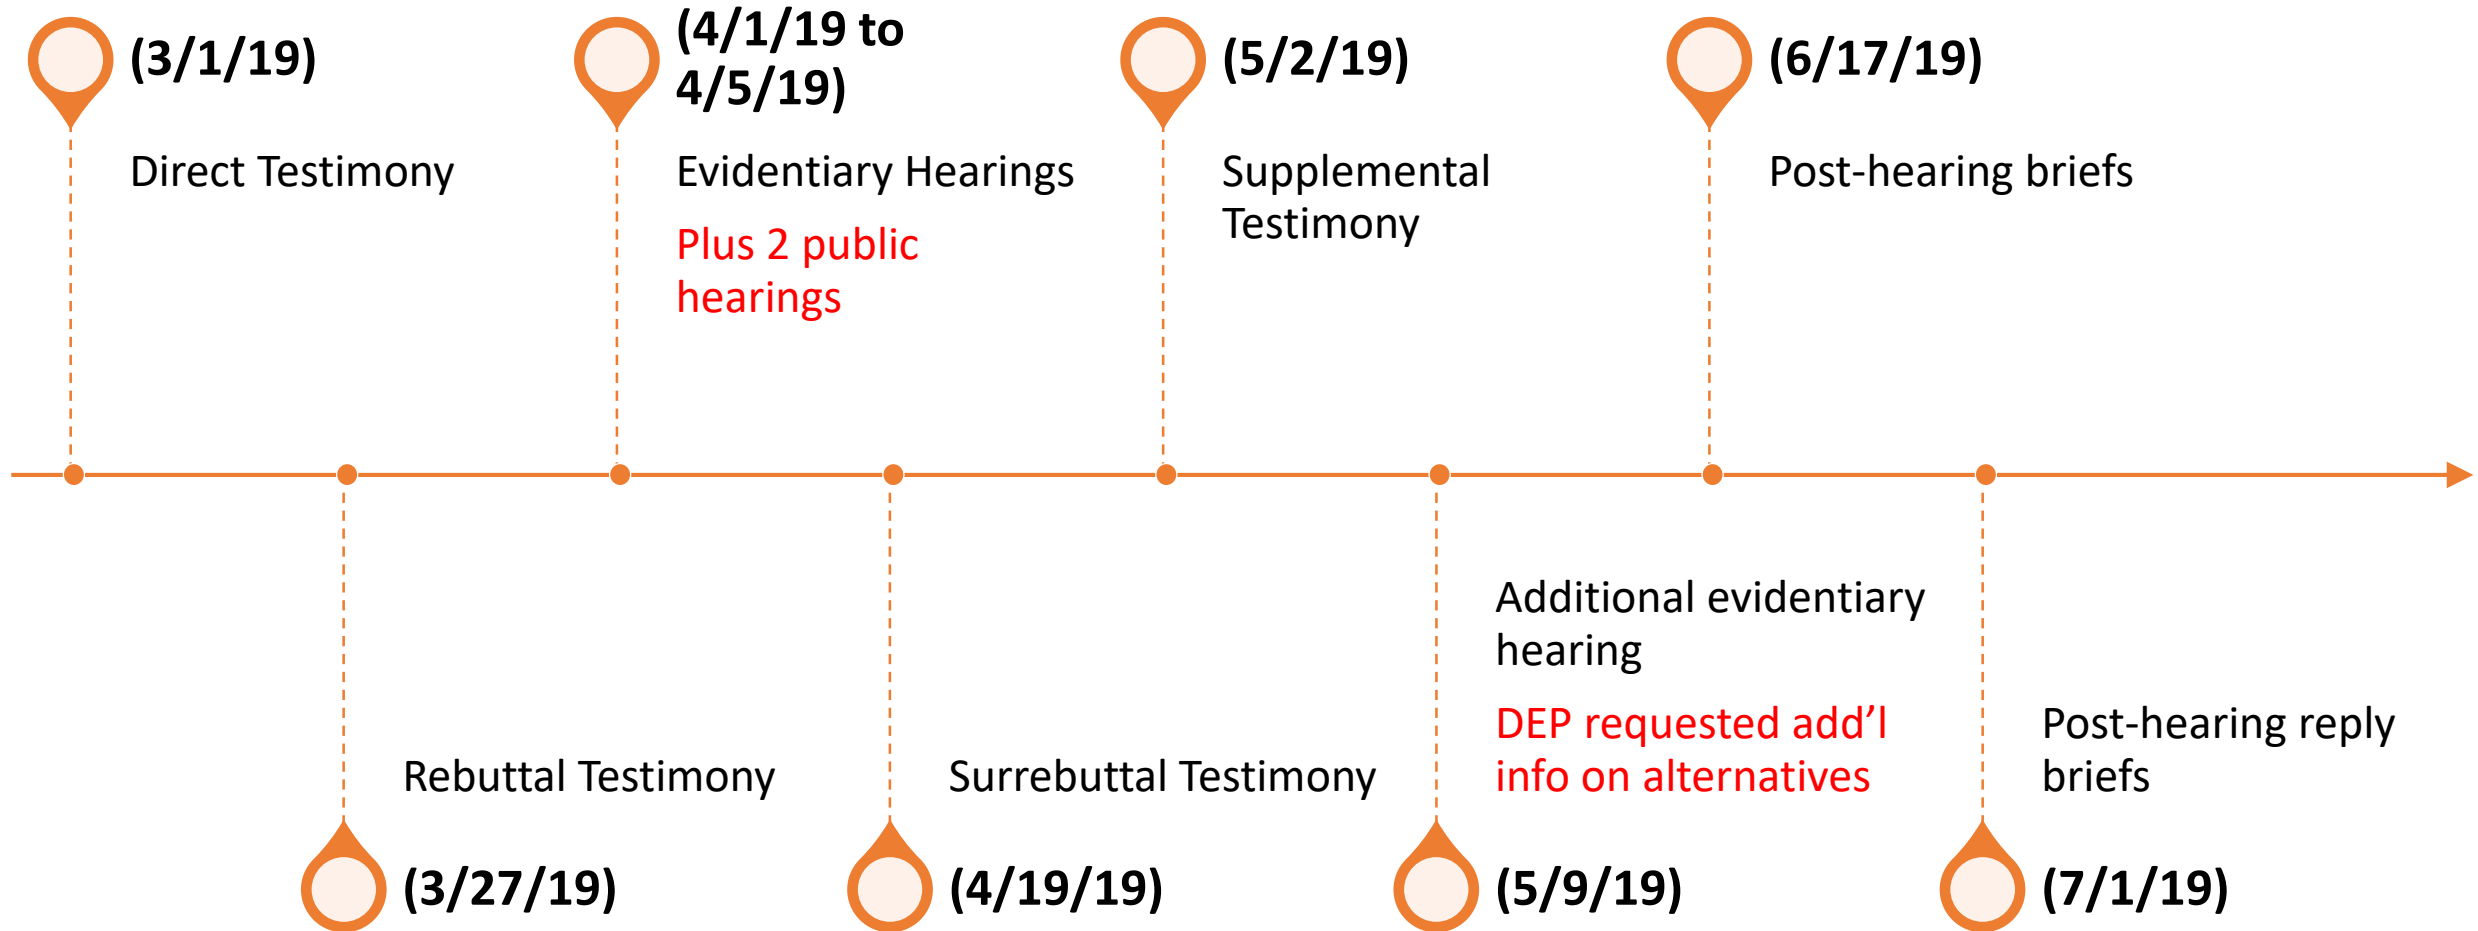 (3/1/19)
Direct Testimony
(4/1/19 to
4/5/19)
Evidentiary Hearings
Plus 2 public
hearings
(5/2/19)
Supplemental
Testimony
(6/17/19)
Post-hearing briefs
Rebuttal Testimony
(3/27/19)
Surrebuttal Testimony
(4/19/19)
Additional evidentiary
hearing
DEP requested add’l
info on alternatives
(5/9/19)
Post-hearing reply
briefs
(7/1/19)